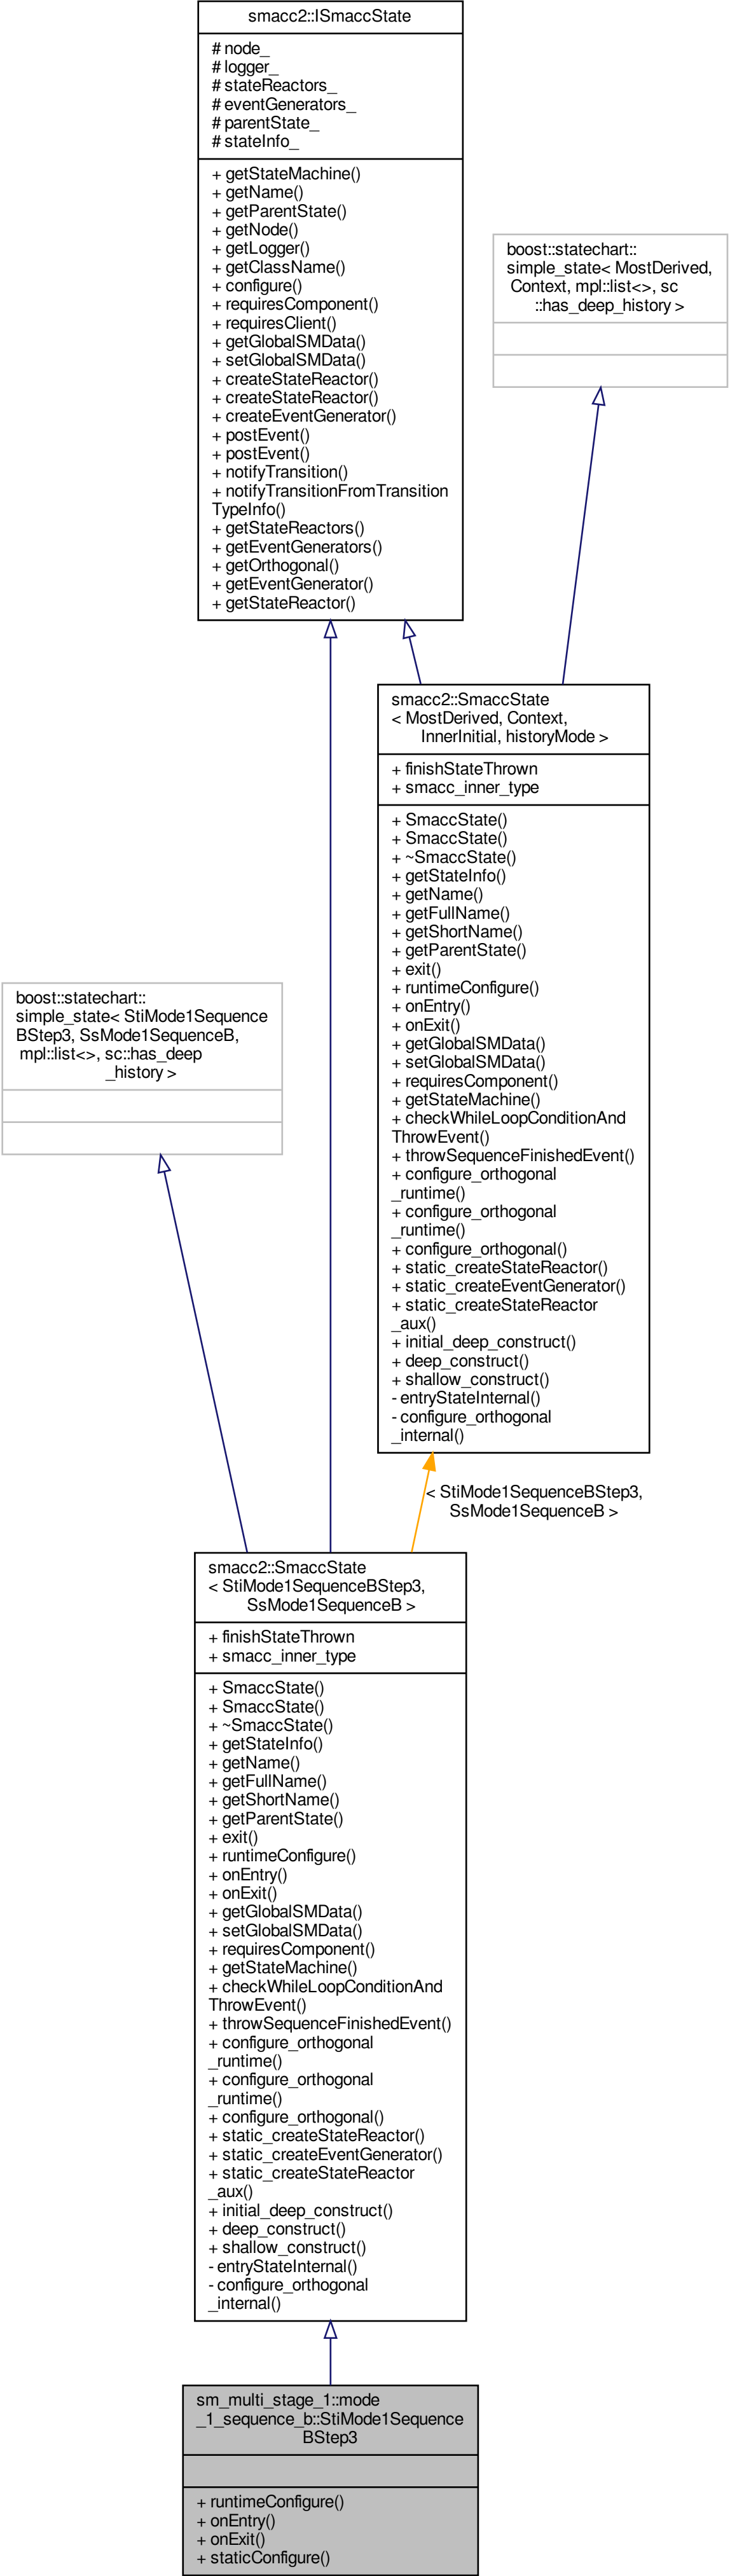 smacc2::ISmaccState
# node_
# logger_
# stateReactors_
# eventGenerators_
# parentState_
# stateInfo_
+ getStateMachine()
+ getName()
+ getParentState()
+ getNode()
+ getLogger()
+ getClassName()
+ configure()
+ requiresComponent()
+ requiresClient()
+ getGlobalSMData()
+ setGlobalSMData()
+ createStateReactor()
+ createStateReactor()
+ createEventGenerator()
+ postEvent()
+ postEvent()
+ notifyTransition()
+ notifyTransitionFromTransition
TypeInfo()
+ getStateReactors()
+ getEventGenerators()
+ getOrthogonal()
+ getEventGenerator()
+ getStateReactor()
boost::statechart::
simple_state< MostDerived,
Context, mpl::list<>, sc
::has_deep_history >
smacc2::SmaccState
< MostDerived, Context,
InnerInitial, historyMode >
+ finishStateThrown
+ smacc_inner_type
+ SmaccState()
+ SmaccState()
+ ~SmaccState()
+ getStateInfo()
+ getName()
+ getFullName()
+ getShortName()
+ getParentState()
+ exit()
+ runtimeConfigure()
+ onEntry()
+ onExit()
+ getGlobalSMData()
+ setGlobalSMData()
+ requiresComponent()
+ getStateMachine()
+ checkWhileLoopConditionAnd
ThrowEvent()
+ throwSequenceFinishedEvent()
+ configure_orthogonal
_runtime()
+ configure_orthogonal
_runtime()
+ configure_orthogonal()
+ static_createStateReactor()
+ static_createEventGenerator()
+ static_createStateReactor
_aux()
+ initial_deep_construct()
+ deep_construct()
+ shallow_construct()
- entryStateInternal()
- configure_orthogonal
_internal()
boost::statechart::
simple_state< StiMode1Sequence
BStep3, SsMode1SequenceB,
mpl::list<>, sc::has_deep
_history >
< StiMode1SequenceBStep3,
SsMode1SequenceB >
smacc2::SmaccState
< StiMode1SequenceBStep3,
SsMode1SequenceB >
+ finishStateThrown
+ smacc_inner_type
+ SmaccState()
+ SmaccState()
+ ~SmaccState()
+ getStateInfo()
+ getName()
+ getFullName()
+ getShortName()
+ getParentState()
+ exit()
+ runtimeConfigure()
+ onEntry()
+ onExit()
+ getGlobalSMData()
+ setGlobalSMData()
+ requiresComponent()
+ getStateMachine()
+ checkWhileLoopConditionAnd
ThrowEvent()
+ throwSequenceFinishedEvent()
+ configure_orthogonal
_runtime()
+ configure_orthogonal
_runtime()
+ configure_orthogonal()
+ static_createStateReactor()
+ static_createEventGenerator()
+ static_createStateReactor
_aux()
+ initial_deep_construct()
+ deep_construct()
+ shallow_construct()
- entryStateInternal()
- configure_orthogonal
_internal()
sm_multi_stage_1::mode
_1_sequence_b::StiMode1Sequence
BStep3
+ runtimeConfigure()
+ onEntry()
+ onExit()
+ staticConfigure()